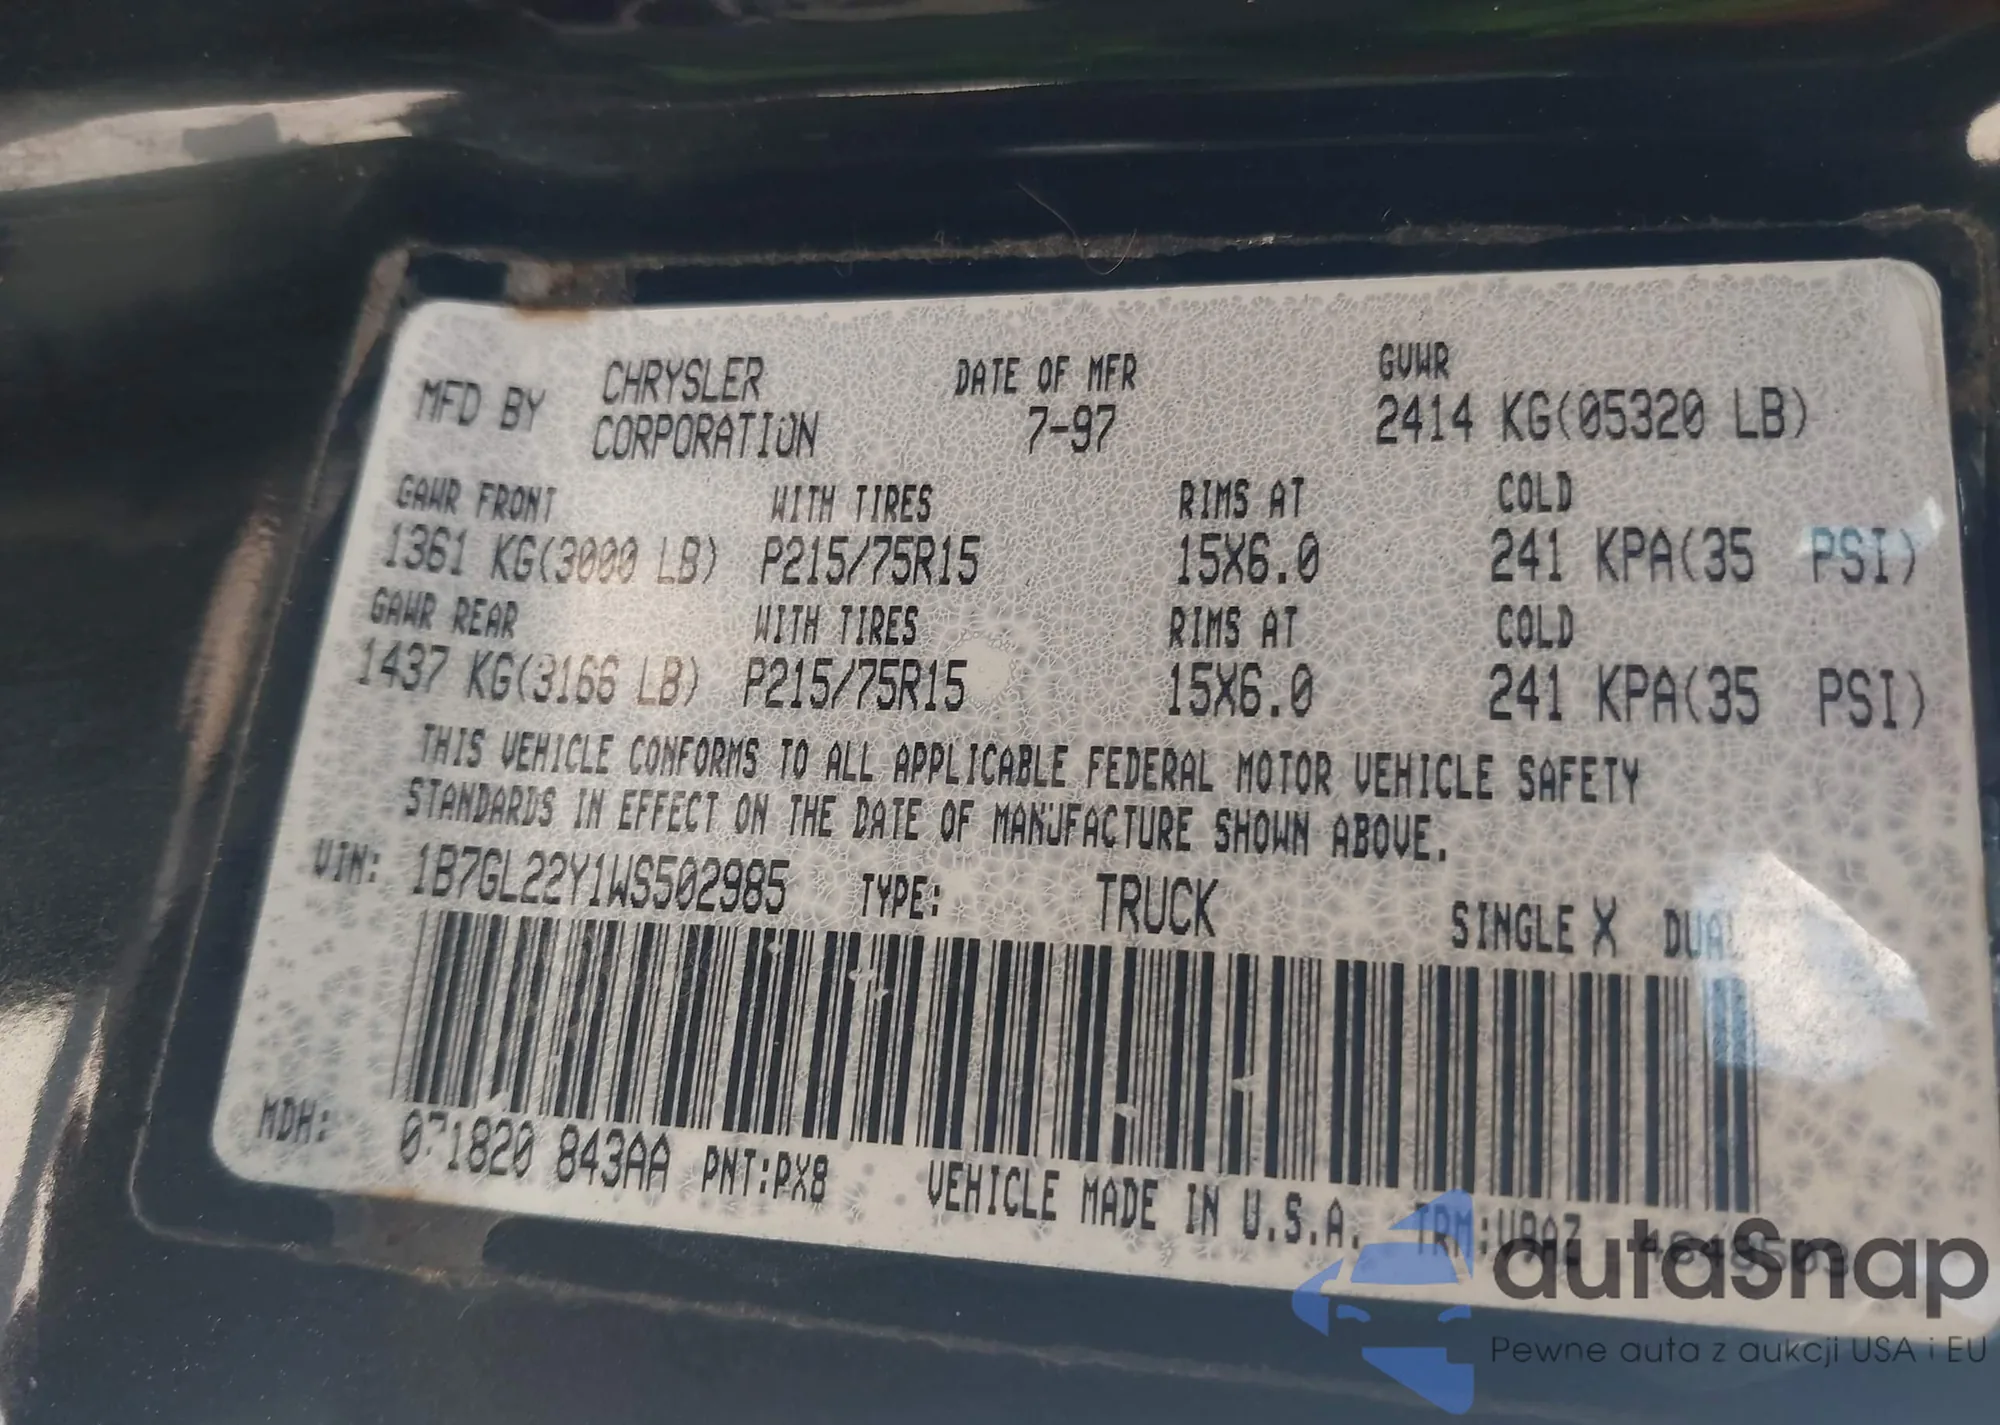 MFD BY CHRYSLER CORPORATION DATE OF MFR 7-97 GVWR 2414 KG(05320 LB)
GAWR FRONT WITH TIRES RIMS AT COLD
1361 KG(3000 LB) P215/75R15 15X6.0 241 KPA(35 PSI)
GAWR REAR WITH TIRES RIMS AT COLD
1437 KG(3166 LB) P215/75R15 15X6.0 241 KPA(35 PSI)
THIS VEHICLE CONFORMS TO ALL APPLICABLE FEDERAL MOTOR VEHICLE SAFETY
STANDARDS IN EFFECT ON THE DATE OF MANUFACTURE SHOWN ABOVE.
VIN: 1B7GL22Y1WS502985 TYPE: TRUCK SINGLE X DUAL
MDH: 071820 843AA PNT:PX8 VEHICLE MADE IN U.S.A. TRM:
autaSnap
Pewne auta z aukcji USA i EU